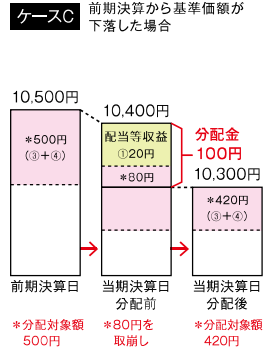 ケースC
前期決算から基準価額が
下落した場合
10,500円
＊500円
（③＋④）
前期決算日
＊分配対象額
500円
10,400円
配当等収益
①20円
＊80円
当期決算日
分配前
＊80円を
取崩し
分配金
100円
10,300円
＊420円
（③＋④）
当期決算日
分配後
＊分配対象額
420円